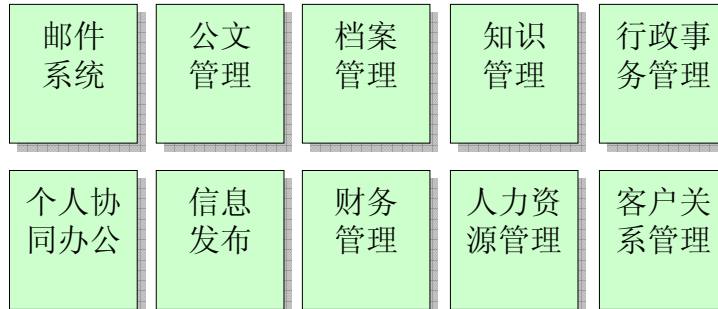 邮件
系统
公文
管理
档案
管理
知识
管理
行政事
务管理
个人协
同办公
信息
发布
财务
管理
人力资
源管理
客户关
系管理